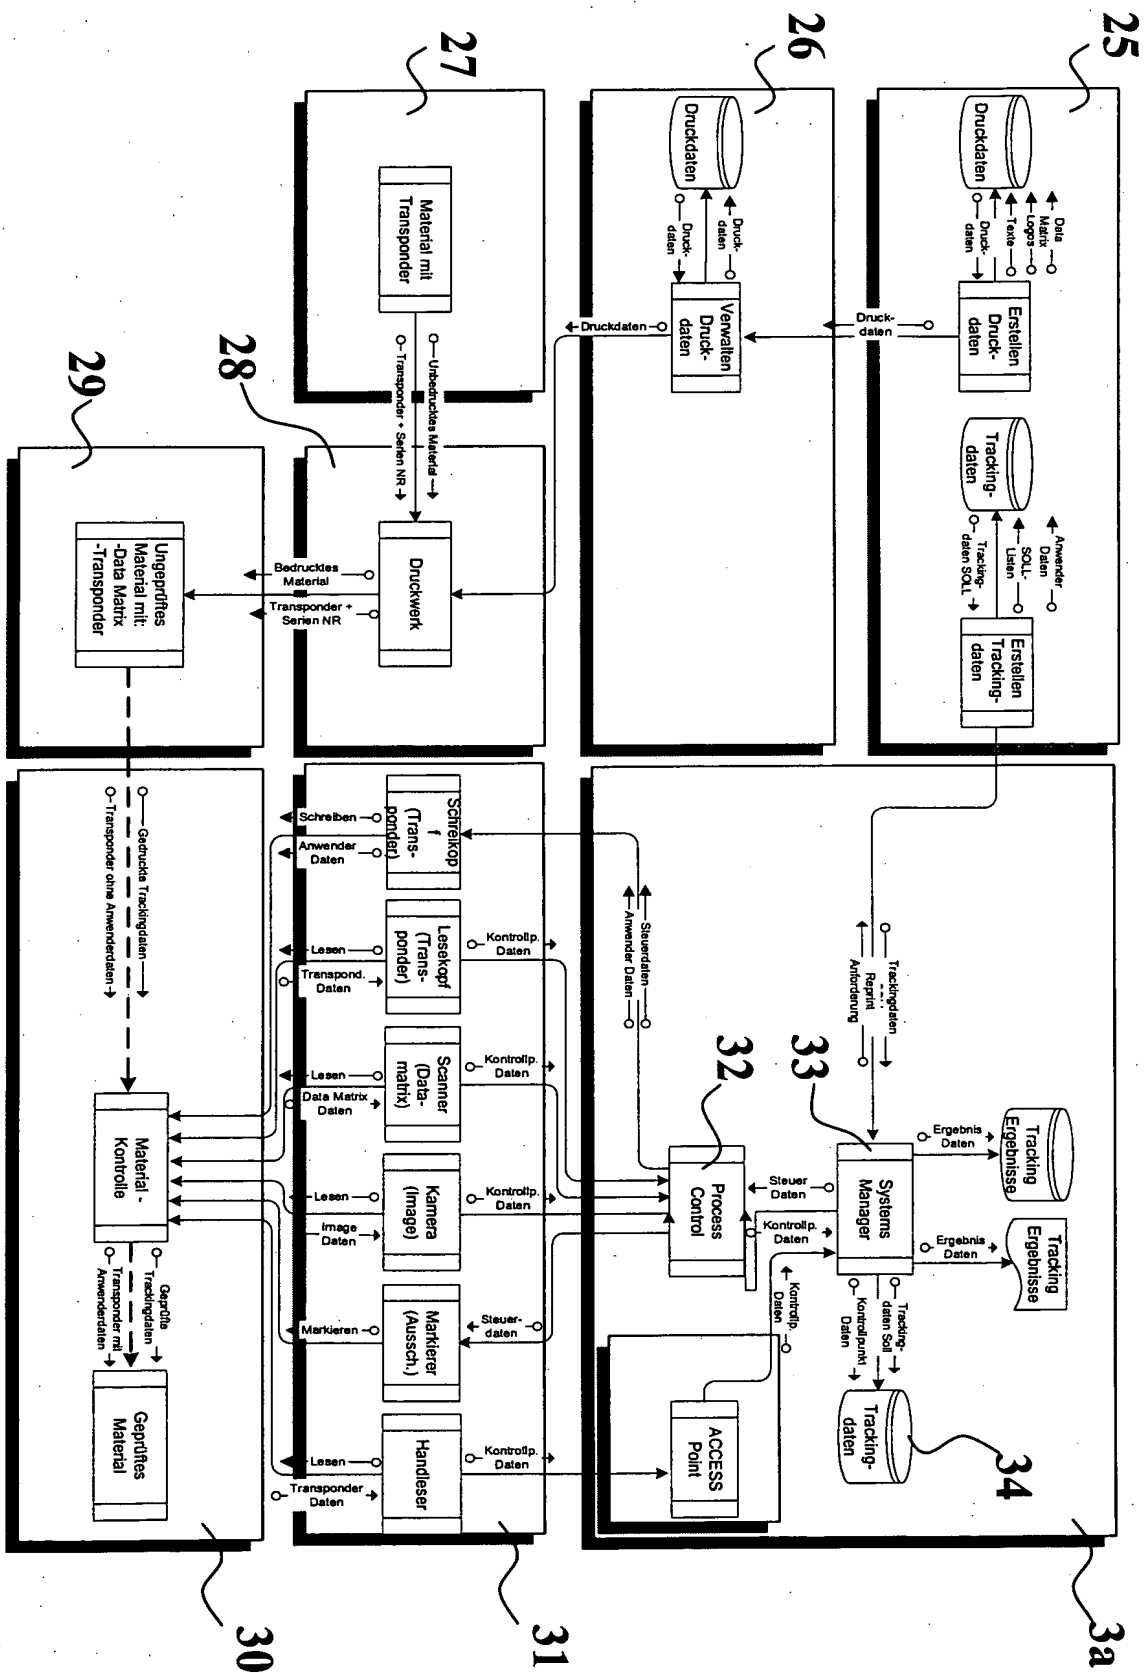 25
Druckdaten
Data
Matrix
Logos
Texte
Druck-
daten
Erstellen
Druck-
daten
Tracking-
daten
Anwender
Daten
SOLL-
Listen
Tracking-
daten SOLL
Erstellen
Tracking-
daten
Druck-
daten
26
Druckdaten
Druck-
daten
Druck-
daten
Verwalten
Druck-
daten
Druckdaten
27
Material mit
Transponder
Unbedrucktes Material
Transponder + Serien NR
28
Druckwerk
Bedrucktes
Material
Transponder +
Serien NR
29
Ungeprüftes
Material mit:
-Data Matrix
-Transponder
Gedruckte Trackingdaten
Transponder ohne Anwenderdaten
3a
Trackingdaten
Reprint
Anforderung
33
Systems
Manager
Ergebnis
Daten
Tracking
Ergebnisse
Ergebnis
Daten
Tracking
Ergebnisse
Tracking-
daten Soll
Kontrollpunkt
Daten
Tracking-
daten
34
Steuer
Daten
Kontrollp.
Daten
32
Process
Control
Kontrollp.
Daten
ACCESS
Point
Steuerdaten
Anwender Daten
31
Schreibkop
f
(Trans-
ponder)
Schreiben
Anwender
Daten
Lesekopf
(Trans-
ponder)
Kontrollp.
Daten
Lesen
Transpond.
Daten
Scanner
(Data-
matrix)
Kontrollp.
Daten
Lesen
Data Matrix
Daten
Kamera
(Image)
Kontrollp.
Daten
Lesen
Image
Daten
Markierer
(Aussch.)
Steuer-
daten
Markieren
Handleser
Kontrollp.
Daten
Lesen
Transponder
Daten
30
Material -
Kontrolle
Geprüfte
Trackingdaten
Transponder mit
Anwenderdaten
Geprüftes
Material